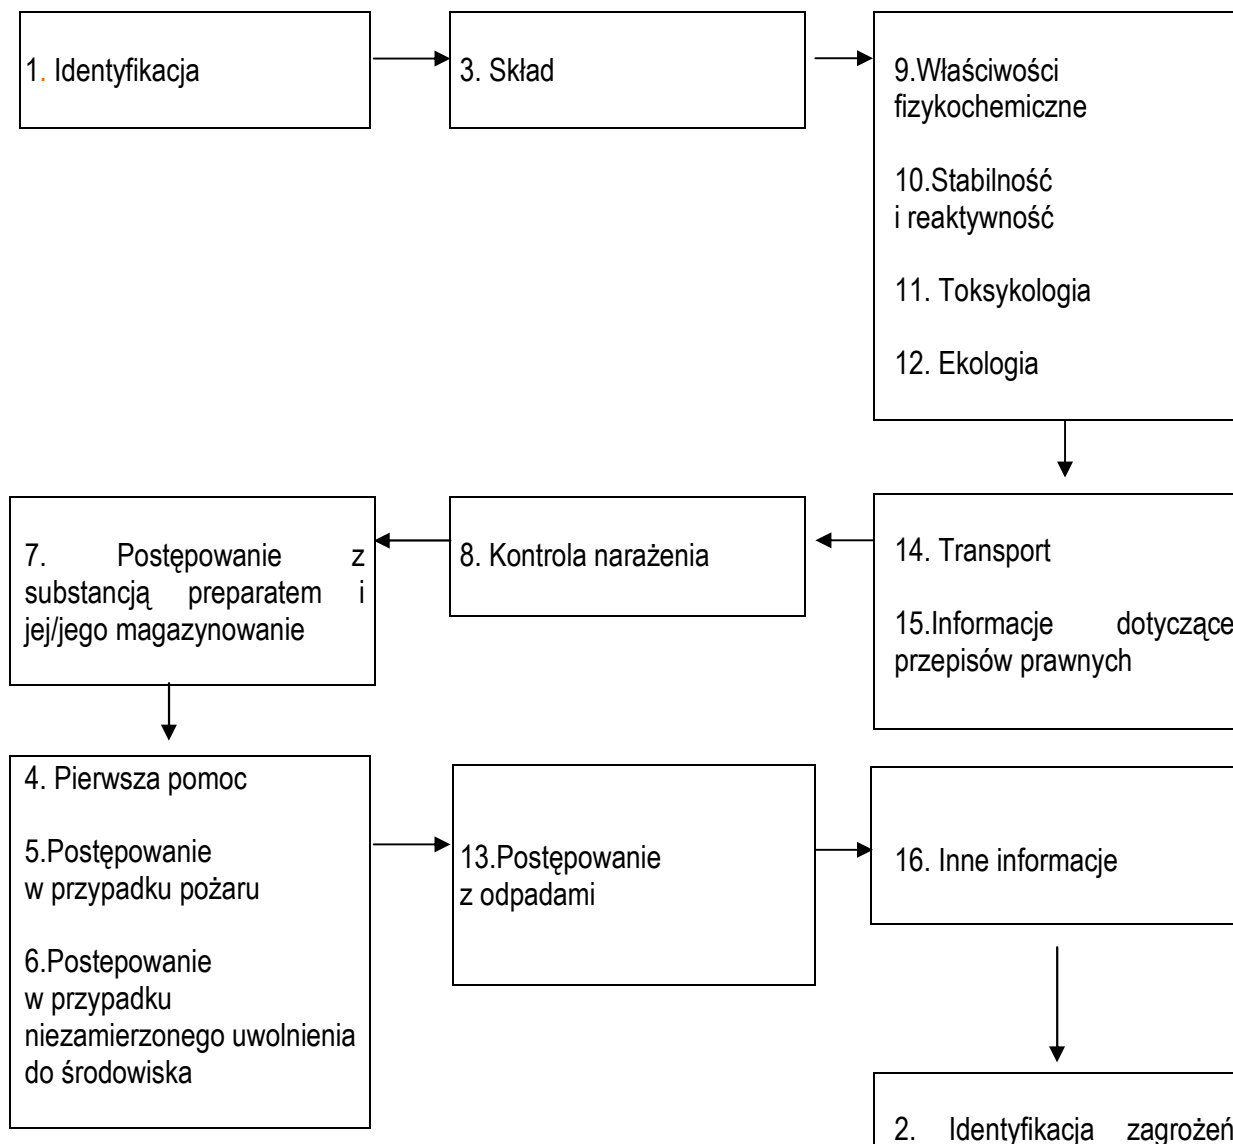 1. Identyfikacja
3. Skład
9.Właściwości
fizykochemiczne
10.Stabilność
i reaktywność
11. Toksykologia
12. Ekologia
7. Postępowanie z
substancją preparatem i
jej/jego magazynowanie
8. Kontrola narażenia
14. Transport
15.Informacje dotyczące
przepisów prawnych
4. Pierwsza pomoc
5.Postępowanie
w przypadku pożaru
6.Postepowanie
w przypadku
niezamierzonego uwolnienia
do środowiska
13.Postępowanie
z odpadami
16. Inne informacje
2. Identyfikacja zagrożeń